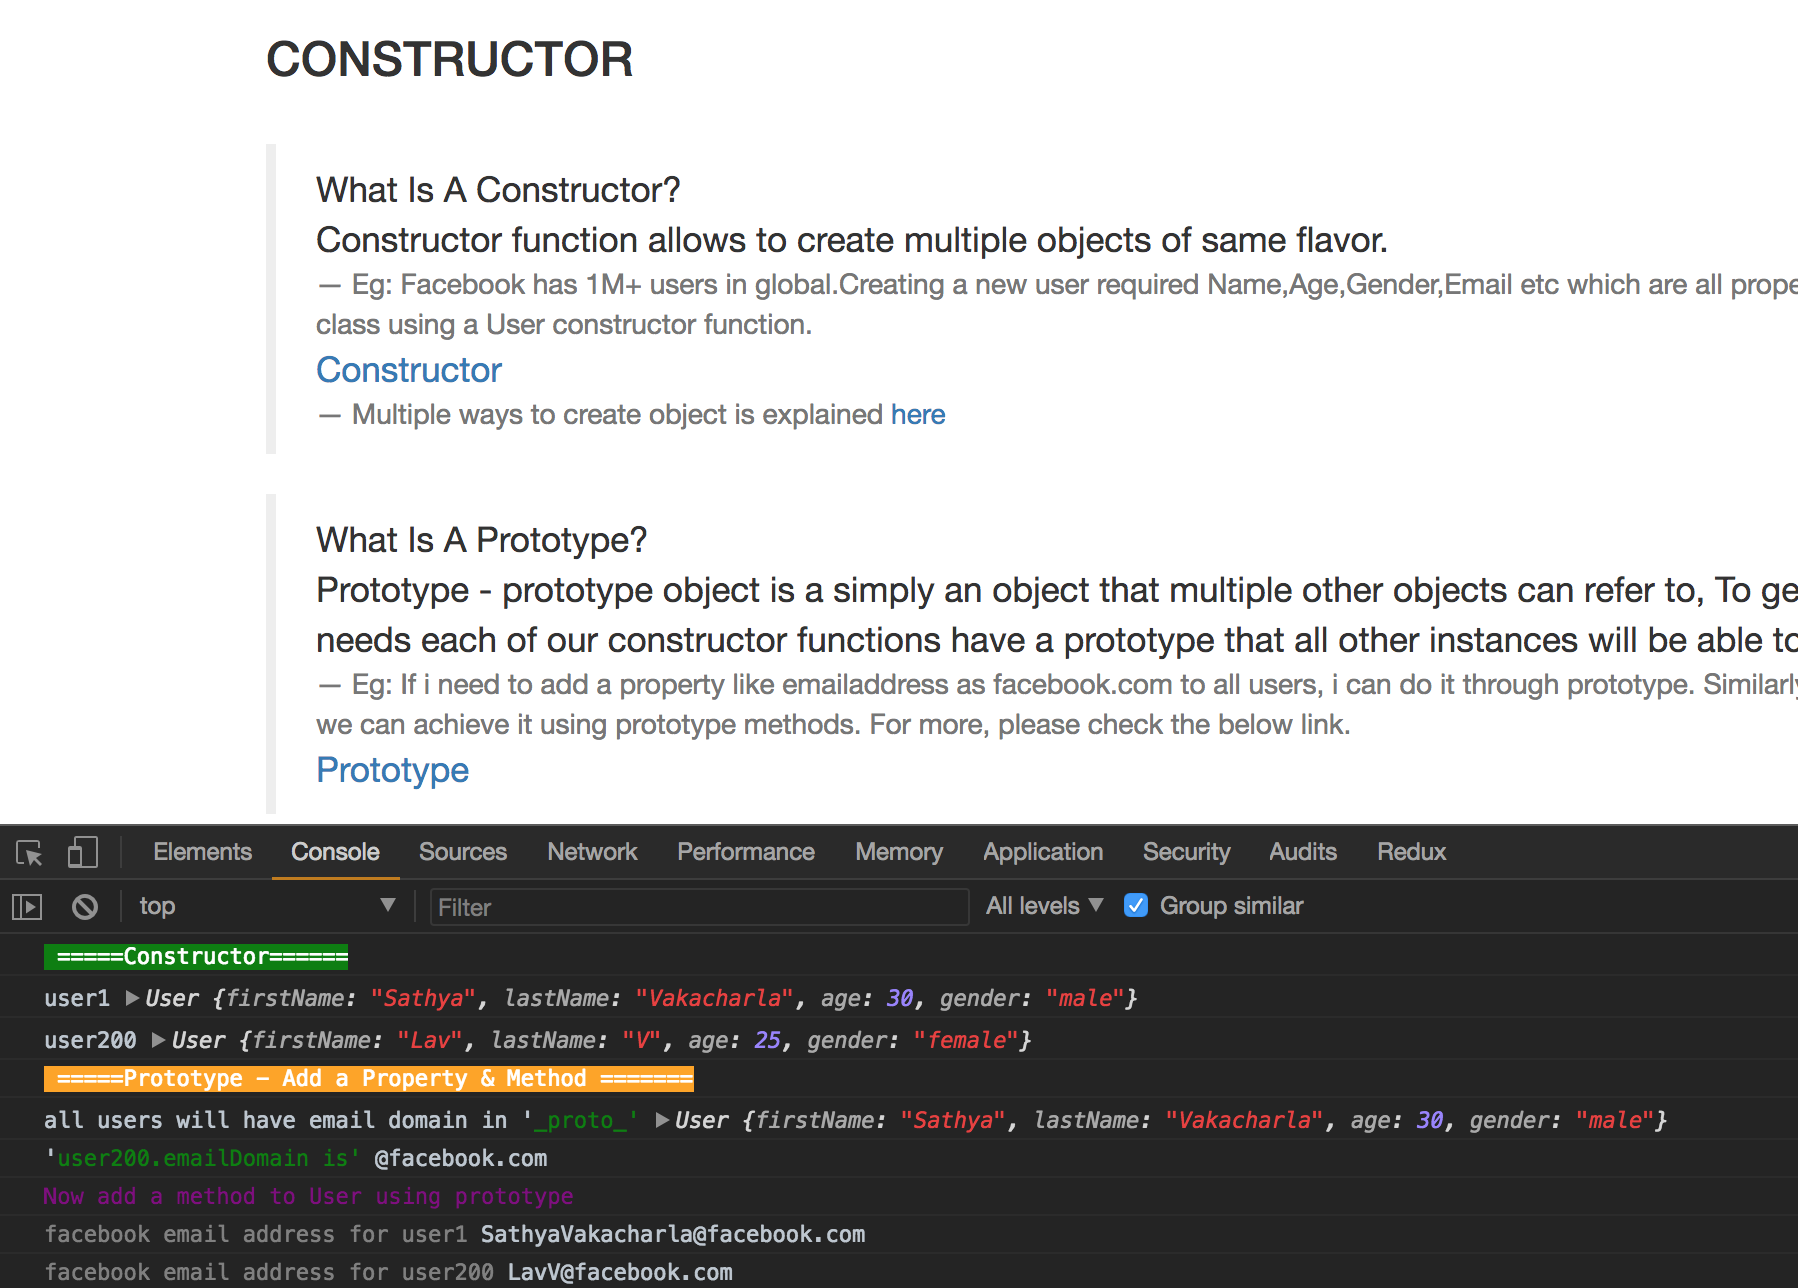 CONSTRUCTOR
What Is A Constructor?
Constructor function allows to create multiple objects of same flavor.
— Eg: Facebook has 1M+ users in global.Creating a new user required Name,Age,Gender,Email etc which are all prope
class using a User constructor function.
Constructor
— Multiple ways to create object is explained here
What Is A Prototype?
Prototype - prototype object is a simply an object that multiple other objects can refer to, To ge
needs each of our constructor functions have a prototype that all other instances will be able to
— Eg: If i need to add a property like emailaddress as facebook.com to all users, i can do it through prototype. Similarly
we can achieve it using prototype methods. For more, please check the below link.
Prototype
Elements Console Sources Network Performance Memory Application Security Audits Redux
top Filter All levels Group similar
=====Constructor======
user1 User {firstName: "Sathya", lastName: "Vakacharla", age: 30, gender: "male"}
user200 User {firstName: "Lav", lastName: "V", age: 25, gender: "female"}
=====Prototype - Add a Property & Method =======
all users will have email domain in '_proto_' User {firstName: "Sathya", lastName: "Vakacharla", age: 30, gender: "male"}
'user200.emailDomain is' @facebook.com
Now add a method to User using prototype
facebook email address for user1 SathyaVakacharla@facebook.com
facebook email address for user200 LavV@facebook.com